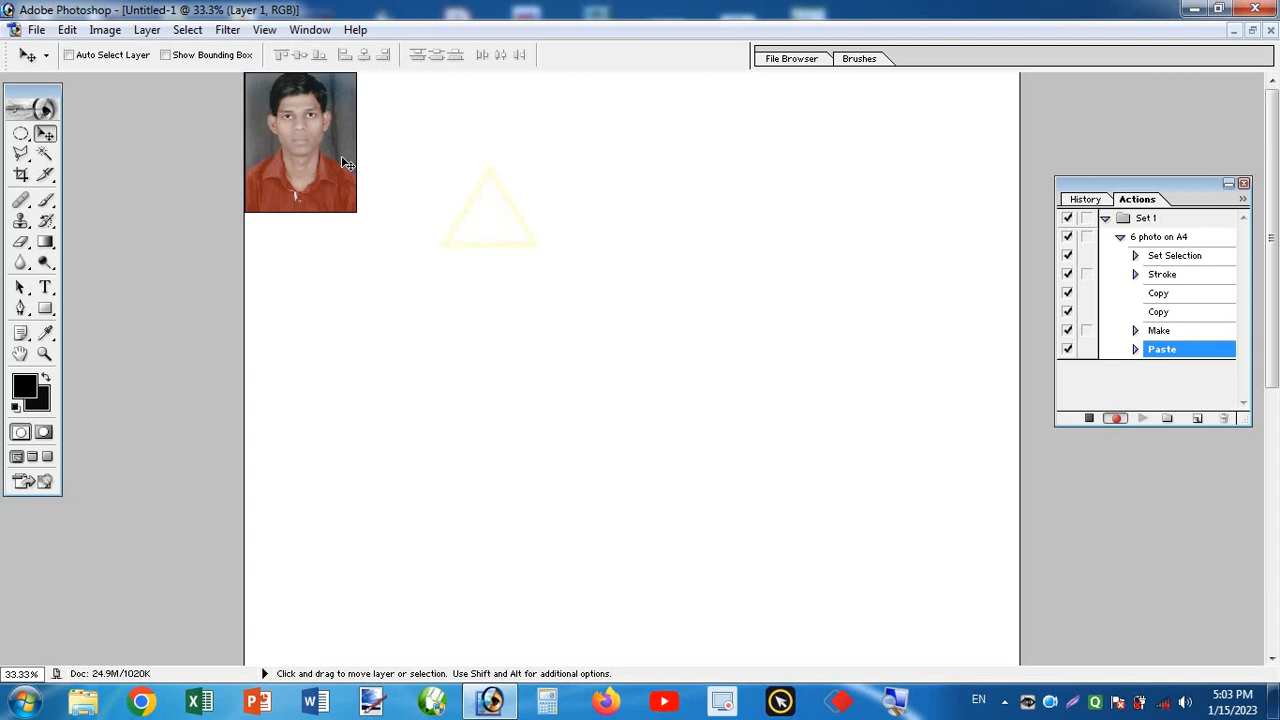 Adobe Photoshop - [Untitled-1 @ 33.3% (Layer 1, RGB)]
File Edit Image Layer Select Filter View Window Help
Auto Select Layer Show Bounding Box File Browser Brushes
History Actions
Set 1
6 photo on A4
Set Selection
Stroke
Copy
Copy
Make
Paste
33.33% Doc: 24.9M/1020K Click and drag to move layer or selection. Use Shift and Alt for additional options.
EN 5:03 PM
1/15/2023